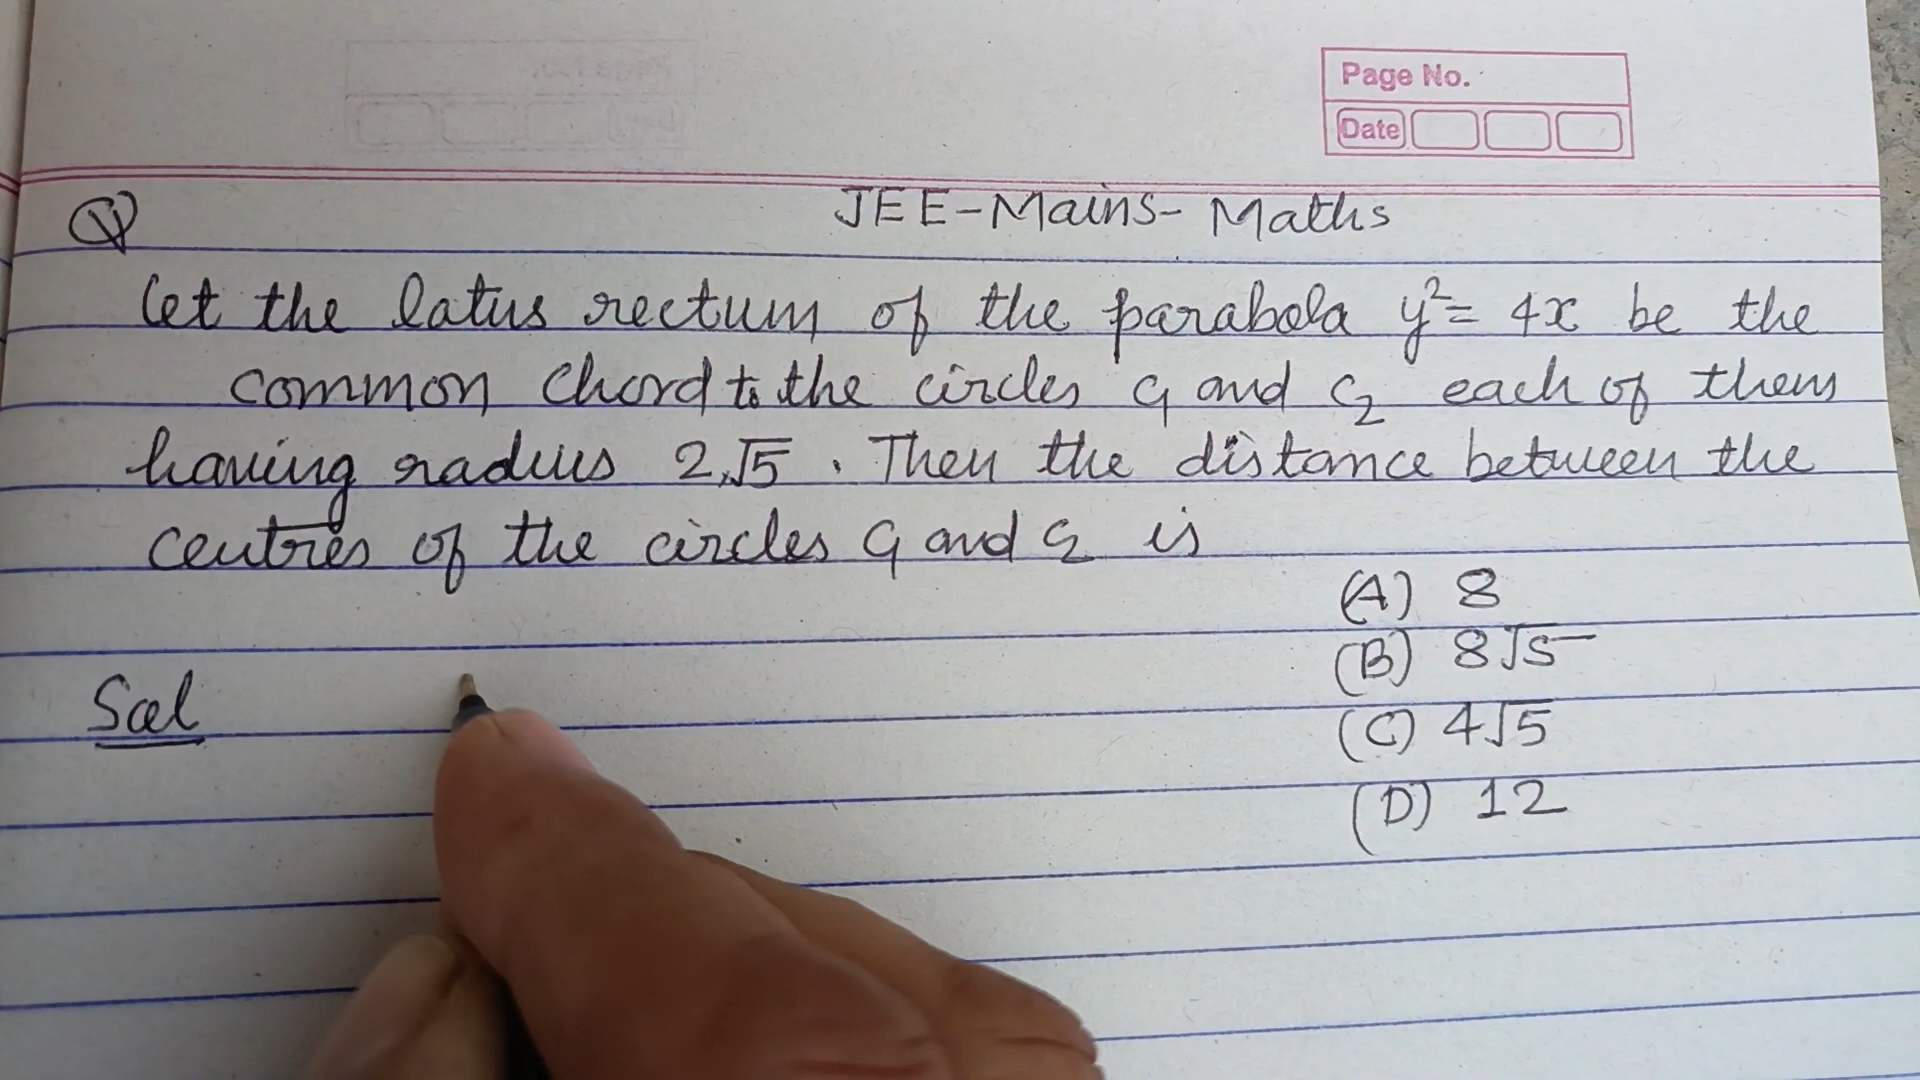 Page No.
Date
Q JEE-Mains-Maths
Let the latus rectum of the parabola y²= 4x be the
common chord to the circles C1 and C2 each of them
having radius 2√5. Then the distance between the
centres of the circles C1 and C2 is
(A) 8
(B) 8√5
(C) 4√5
(D) 12
Sol